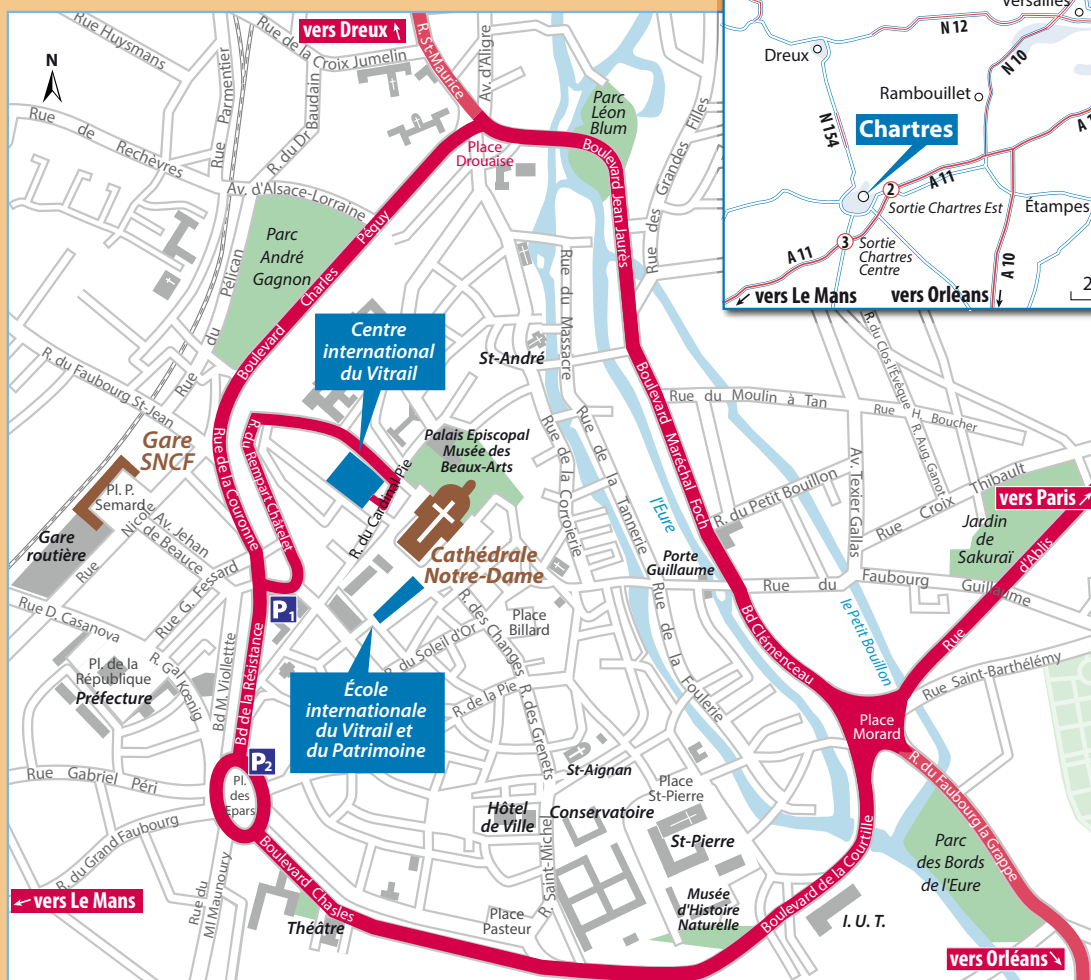 vers Dreux
N
Rue Huysmans
Rue de la Croix Jumelin
R. St-Maurice
Av. d'Aligre
Rue Parmentier
R. du Dr Baudain
Rue de Rechèvres
Av. d'Alsace-Lorraine
Place
Drouaise
Parc
Léon
Blum
Boulevard Jean Jaurès
Rue des Grandes Filles
Versailles
N 12
Dreux
N 10
Rambouillet
N 154
Chartres
2
A 11
Sortie Chartres Est
Étampes
3
Sortie
Chartres
Centre
A 11
A 10
vers Le Mans
vers Orléans
2
Parc
André
Gagnon
Boulevard Charles Péguy
Rue du Pélican
R. du Faubourg St-Jean
Centre
international
du Vitrail
St-André
Rue du Massacre
Boulevard Maréchal Foch
Rue du Moulin à Tan
R. du Clos l'Evêque
Rue H. Boucher
R. Aug. Ganot
Gare
SNCF
Pl. P.
Semard
Gare
routière
Rue de la Couronne
R. du Rempart Châtelet
R. du Cardinal Pie
Palais Episcopal
Musée des
Beaux-Arts
Cathédrale
Notre-Dame
Rue de la Corroierie
Rue de la Tannerie
l'Eure
R. du Petit Bouillon
Av. Texier Gallas
Rue Croix Thibault
vers Paris
Jardin
de
Sakuraï
Rue d'Ablis
Porte
Guillaume
Rue du Faubourg Guillaume
le Petit Bouillon
Rue Saint-Barthélémy
Av. Jehan
de Beauce
Rue Nicole
Rue G. Fessard
P1
Rue D. Casanova
Pl. de la
République
Préfecture
R. Gal Kœnig
Bd M. Viollettte
Bd de la Résistance
École
internationale
du Vitrail et
du Patrimoine
R. des Changes
R. du Soleil d'Or
Place
Billard
R. de la Pie
R. des Grenets
Rue de la Foulerie
Bd Clémenceau
Place
Morard
P2
Rue Gabriel Péri
Pl.
des
Epars
R. du Grand Faubourg
Rue du
Ml Maunoury
St-Aignan
Place
St-Pierre
Hôtel
de Ville
Conservatoire
St-Pierre
R. Saint-Michel
R. du Faubourg la Grappe
Parc
des Bords
de l'Eure
Boulevard de la Courtille
vers Le Mans
Boulevard Chasles
Théâtre
Place
Pasteur
Musée
d'Histoire
Naturelle
I. U. T.
vers Orléans